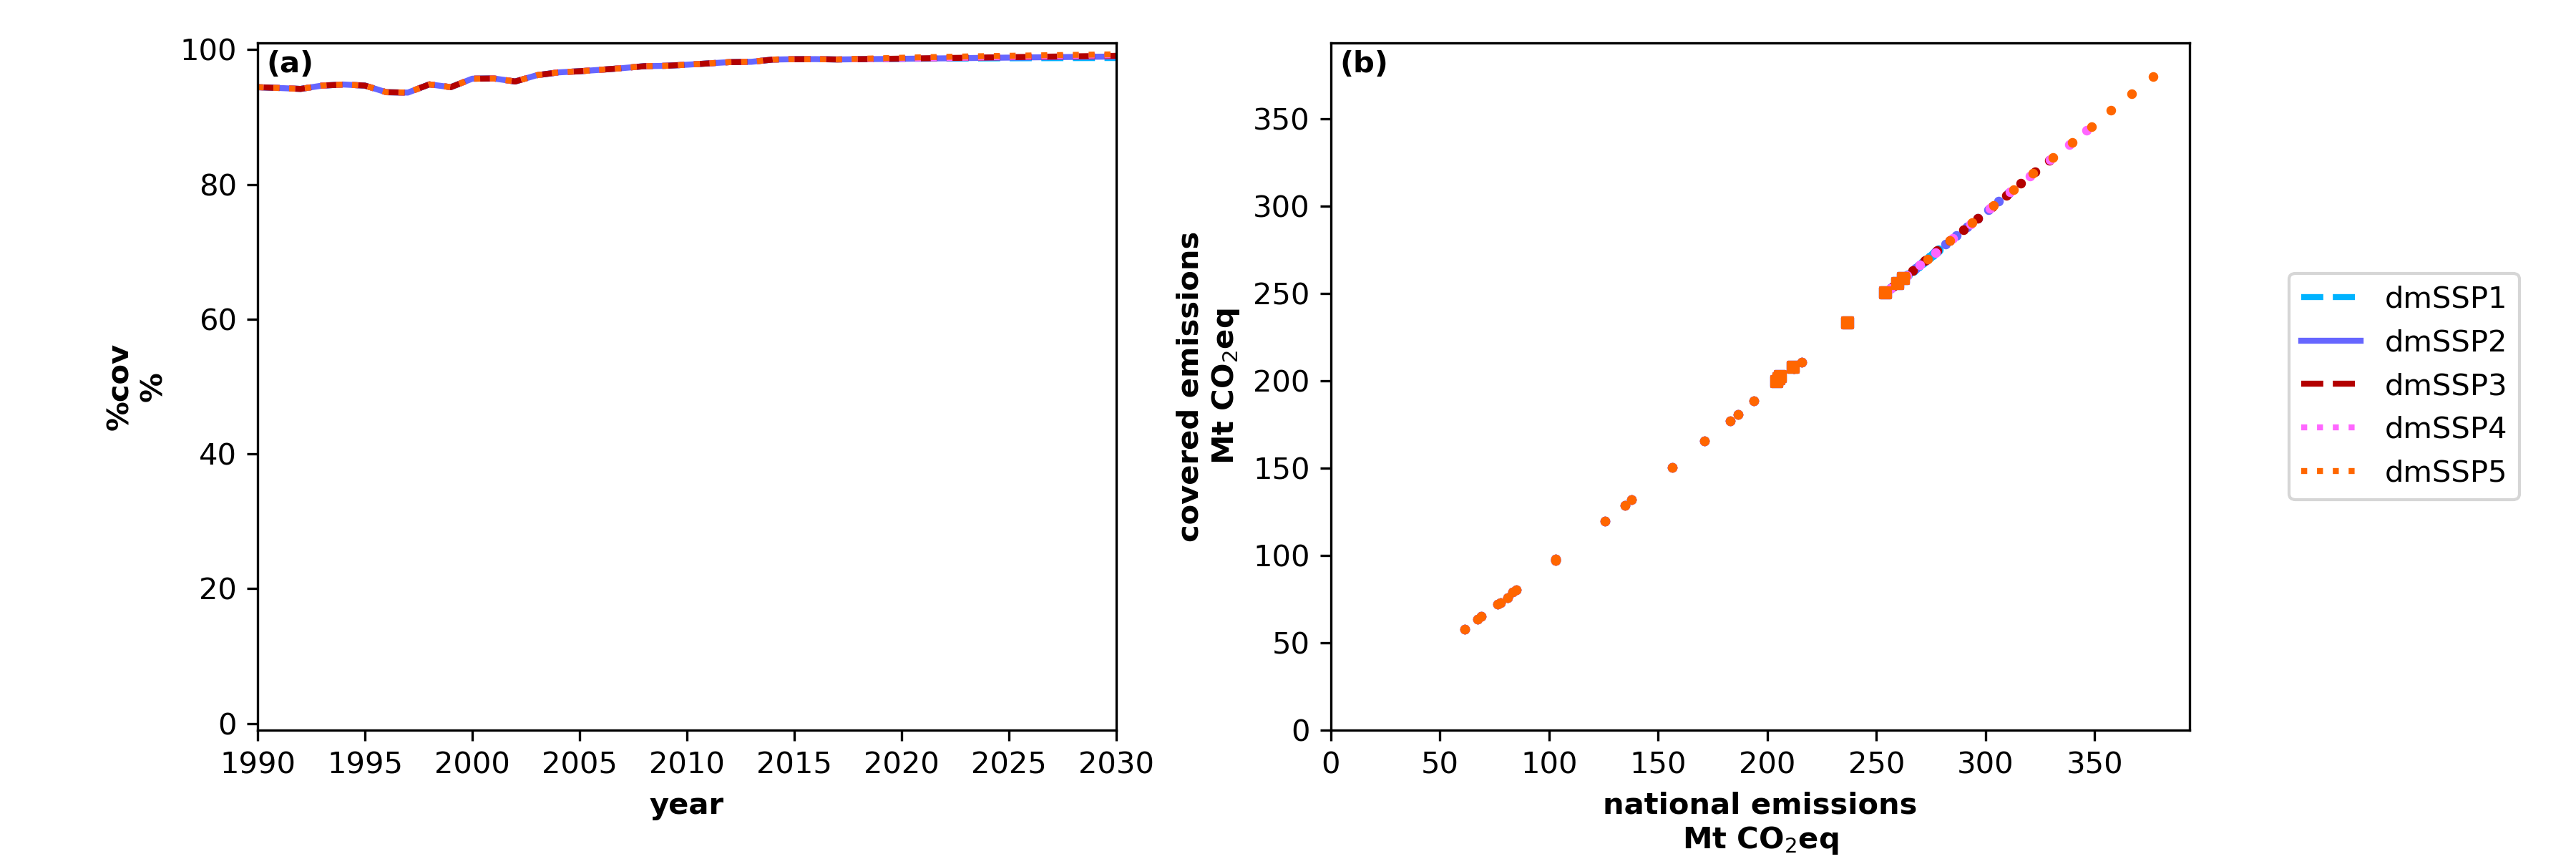 (a)
100
80
60
40
20
0
%cov
%
1990 1995 2000 2005 2010 2015 2020 2025 2030
year
(b)
350
300
250
200
150
100
50
0
covered emissions
Mt CO₂eq
0 50 100 150 200 250 300 350
national emissions
Mt CO₂eq
dmSSP1
dmSSP2
dmSSP3
dmSSP4
dmSSP5